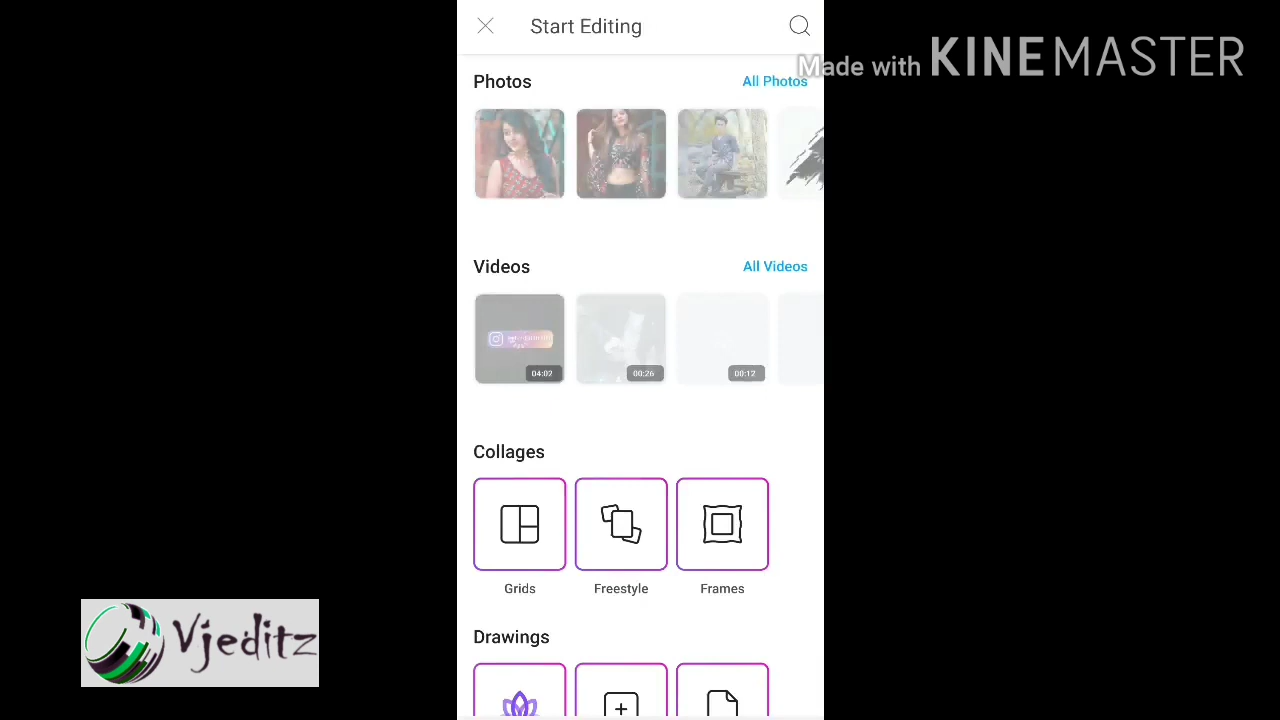 Start Editing
Made with KINEMASTER
Photos
All Photos
Videos
All Videos
04:02
00:26
00:12
Collages
Grids
Freestyle
Frames
Drawings
Vjeditz